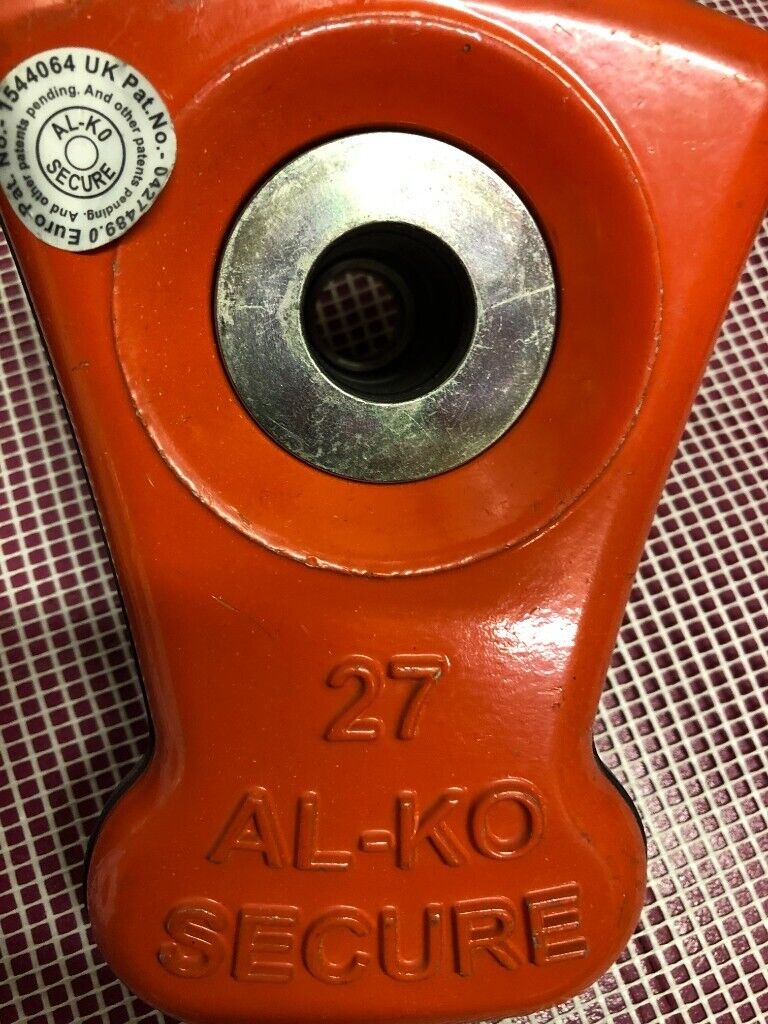 Euro Pat. No.- 1544064 UK Pat.No.- 0427489.0
And other Patents pending. And other patents pending.
AL-KO
SECURE
27
AL-KO
SECURE